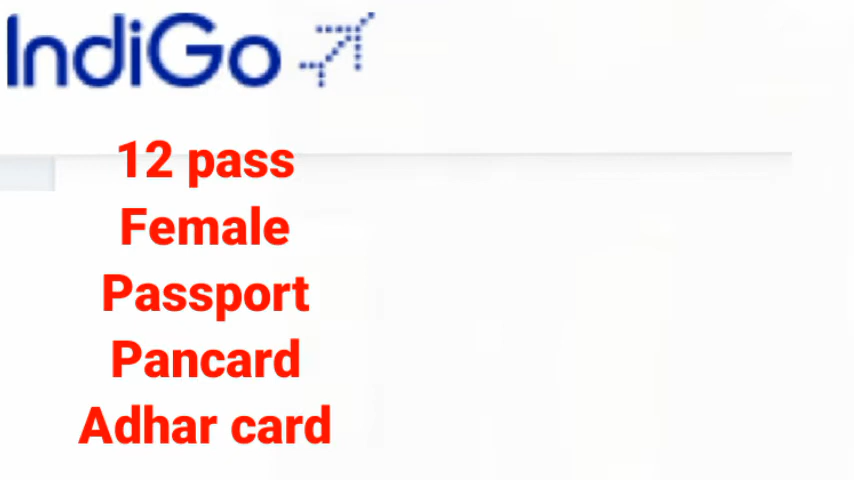 IndiGo
12 pass
Female
Passport
Pancard
Adhar card